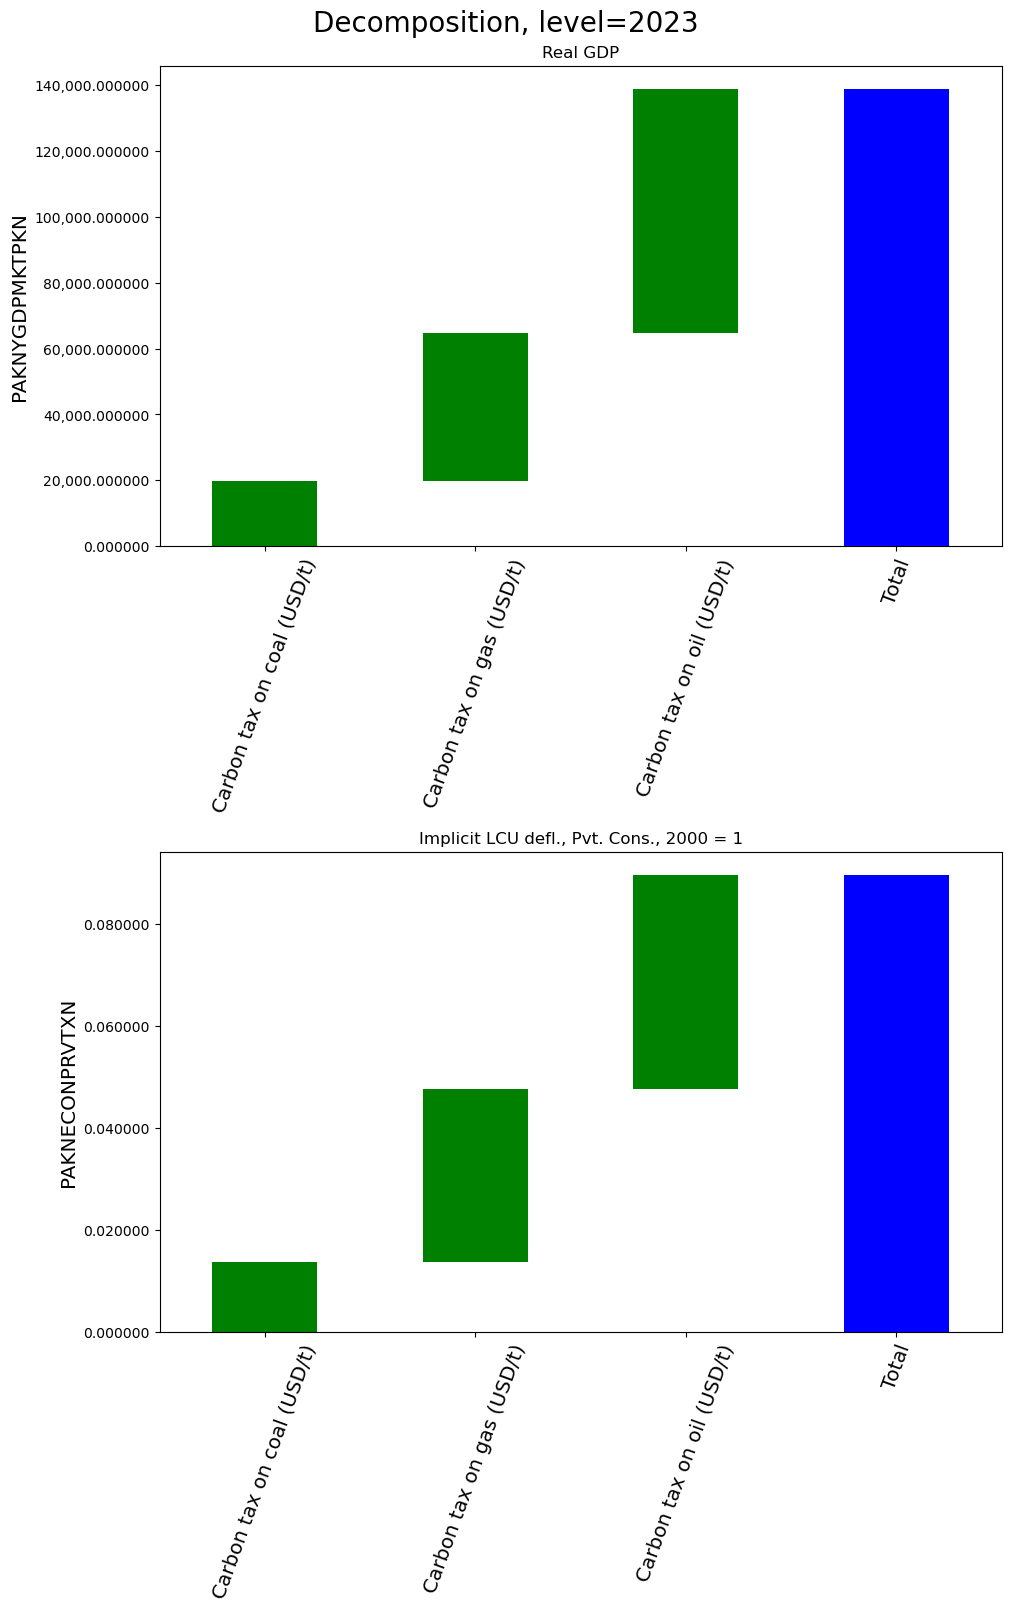 Decomposition, level=2023
Real GDP
PAKNYGDPMKTPKN
140,000.000000
120,000.000000
100,000.000000
80,000.000000
60,000.000000
40,000.000000
20,000.000000
0.000000
Carbon tax on coal (USD/t)
Carbon tax on gas (USD/t)
Carbon tax on oil (USD/t)
Total
Implicit LCU defl., Pvt. Cons., 2000 = 1
PAKNECONPRVTXN
0.080000
0.060000
0.040000
0.020000
0.000000
Carbon tax on coal (USD/t)
Carbon tax on gas (USD/t)
Carbon tax on oil (USD/t)
Total